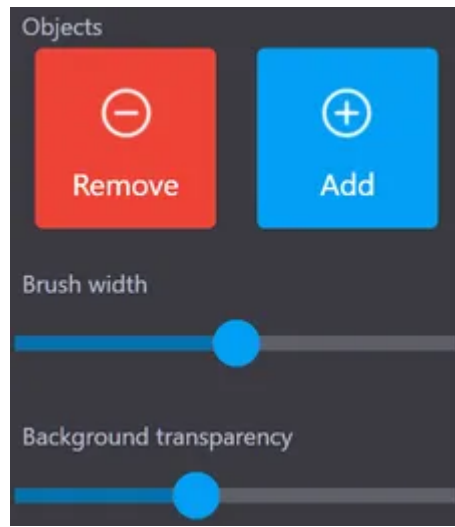 Objects
Remove
Add
Brush width
Background transparency